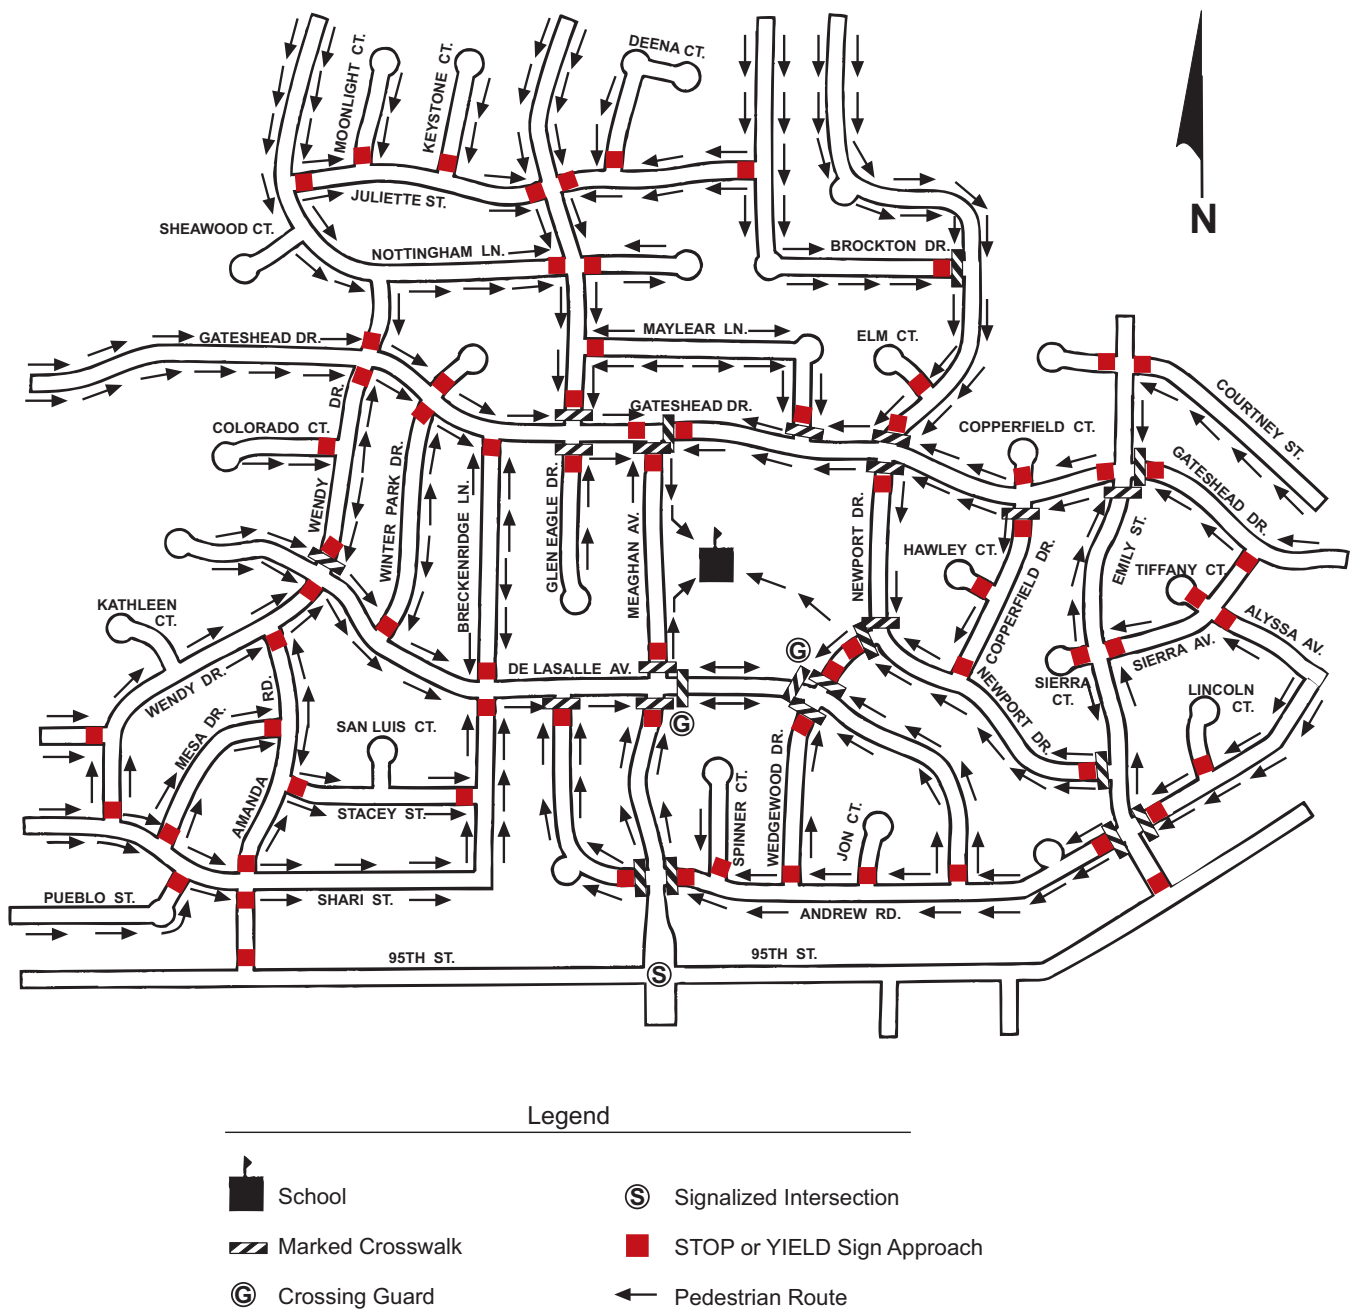 MOONLIGHT CT.
KEYSTONE CT.
DEENA CT.
N
JULIETTE ST.
SHEAWOOD CT.
NOTTINGHAM LN.
BROCKTON DR.
GATESHEAD DR.
MAYLEAR LN.
ELM CT.
COURTNEY ST.
GATESHEAD DR.
COLORADO CT.
COPPERFIELD CT.
WENDY DR.
WINTER PARK DR.
BRECKENRIDGE LN.
GLEN EAGLE DR.
MEAGHAN AV.
NEWPORT DR.
HAWLEY CT.
COPPERFIELD DR.
EMILY ST.
GATESHEAD DR.
TIFFANY CT.
ALYSSA AV.
SIERRA AV.
KATHLEEN
CT.
DE LASALLE AV.
G
SIERRA
CT.
LINCOLN
CT.
WENDY DR.
NEWPORT DR.
MESA DR.
AMANDA RD.
SAN LUIS CT.
G
STACEY ST.
SPINNER CT.
WEDGEWOOD DR.
JON CT.
PUEBLO ST.
SHARI ST.
ANDREW RD.
95TH ST.
95TH ST.
S
Legend
School
S Signalized Intersection
Marked Crosswalk
STOP or YIELD Sign Approach
G Crossing Guard
Pedestrian Route